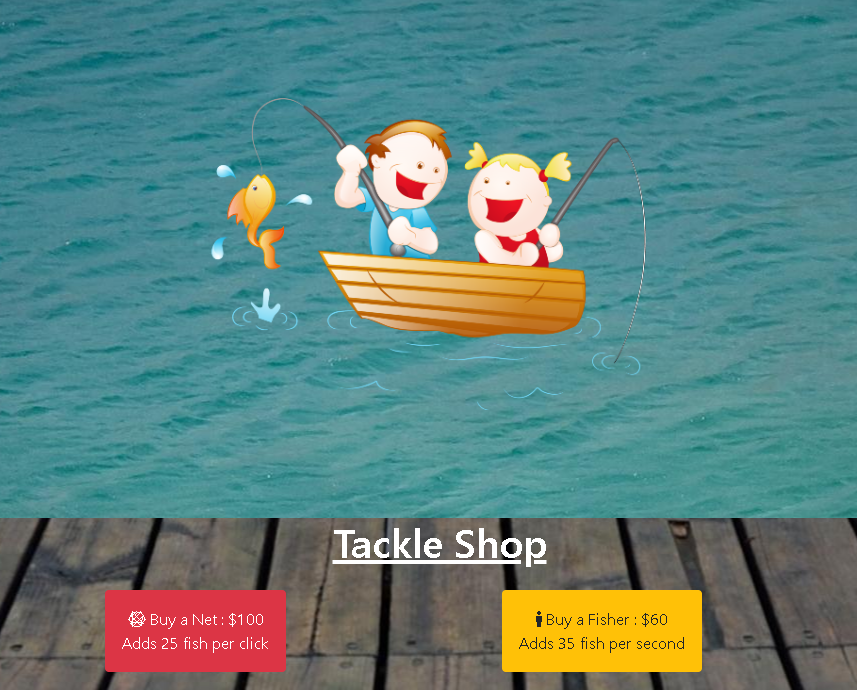 Tackle Shop
Buy a Net : $100
Adds 25 fish per click
Buy a Fisher : $60
Adds 35 fish per second